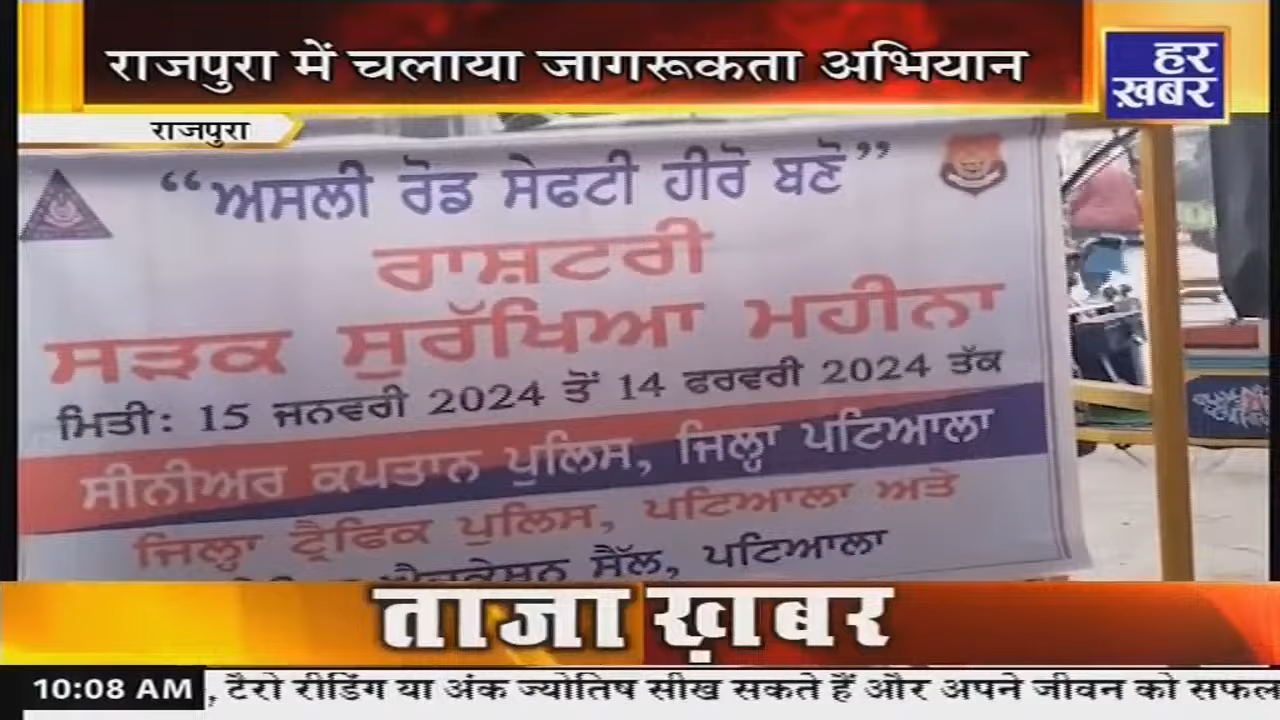 राजपुरा में चलाया जागरूकता अभियान
हर
ख़बर
राजपुरा
“ਅਸਲੀ ਰੋਡ ਸੇਫਟੀ ਹੀਰੋ ਬਣੋ”
ਰਾਸ਼ਟਰੀ
ਸੜਕ ਸੁਰੱਖਿਆ ਮਹੀਨਾ
ਮਿਤੀ: 15 ਜਨਵਰੀ 2024 ਤੋਂ 14 ਫਰਵਰੀ 2024 ਤੱਕ
ਸੀਨੀਅਰ ਕਪਤਾਨ ਪੁਲਿਸ, ਜਿਲ੍ਹਾ ਪਟਿਆਲਾ
ਜਿਲ੍ਹਾ ਟ੍ਰੈਫਿਕ ਪੁਲਿਸ, ਪਟਿਆਲਾ ਅਤੇ
ਐਜੂਕੇਸ਼ਨ ਸੈੱਲ, ਪਟਿਆਲਾ
ताजा ख़बर
10:08 AM , टैरो रीडिंग या अंक ज्योतिष सीख सकते हैं और अपने जीवन को सफल